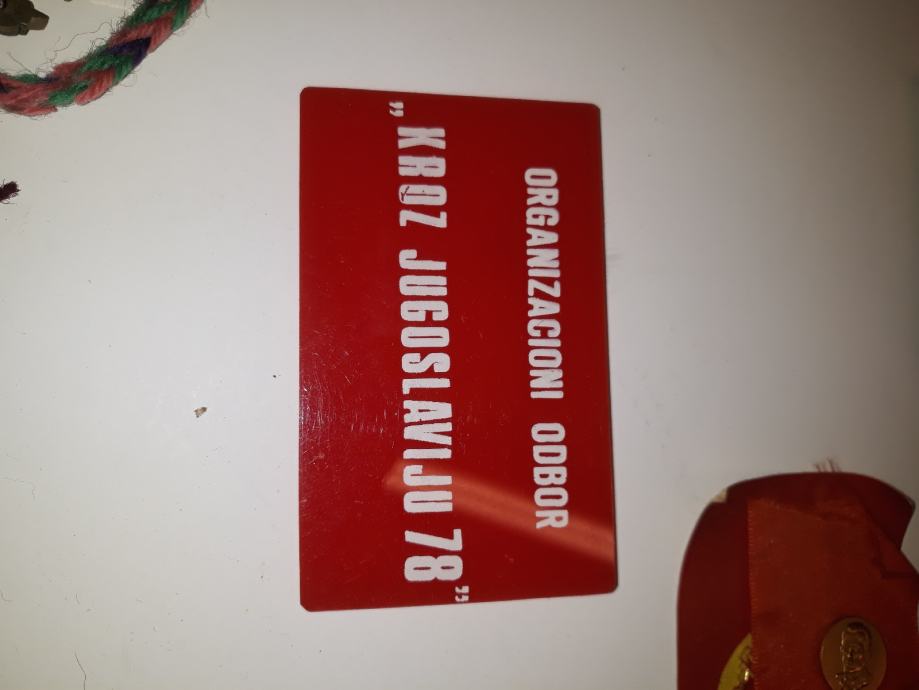 ORGANIZACIONI ODBOR
„KROZ JUGOSLAVIJU 78”